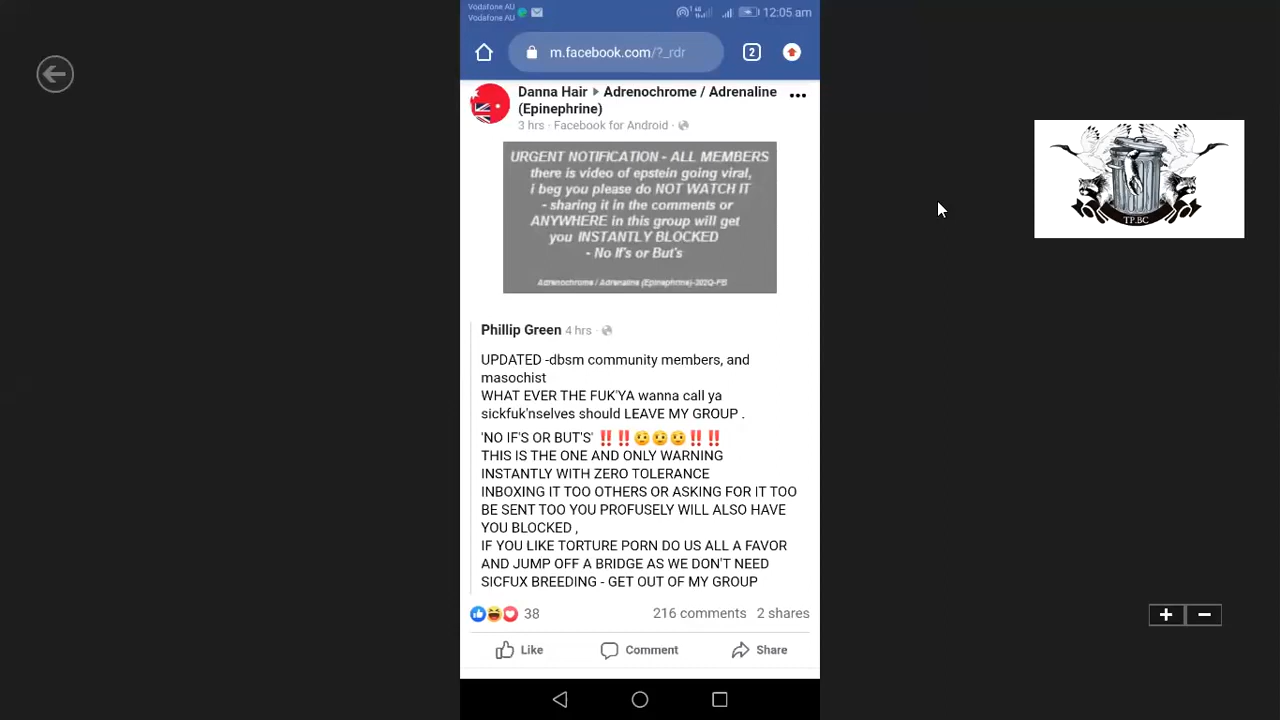 Vodafone AU
Vodafone AU
12:05 am
m.facebook.com/?_rdr
2
Danna Hair ▸ Adrenochrome / Adrenaline
(Epinephrine)
3 hrs · Facebook for Android ·
URGENT NOTIFICATION - ALL MEMBERS
there is video of epstein going viral,
i beg you please do NOT WATCH IT
- sharing it in the comments or
ANYWHERE in this group will get
you INSTANTLY BLOCKED
- No If's or But's
Adrenochrome / Adrenaline (Epinephrine)-302Q-FB
Phillip Green 4 hrs ·
UPDATED -dbsm community members, and
masochist
WHAT EVER THE FUK'YA wanna call ya
sickfuk'nselves should LEAVE MY GROUP .
'NO IF'S OR BUT'S' ‼️‼️😉😉😉‼️‼️
THIS IS THE ONE AND ONLY WARNING
INSTANTLY WITH ZERO TOLERANCE
INBOXING IT TOO OTHERS OR ASKING FOR IT TOO
BE SENT TOO YOU PROFUSELY WILL ALSO HAVE
YOU BLOCKED ,
IF YOU LIKE TORTURE PORN DO US ALL A FAVOR
AND JUMP OFF A BRIDGE AS WE DON'T NEED
SICFUX BREEDING - GET OUT OF MY GROUP
38
216 comments 2 shares
Like
Comment
Share
TP.BC